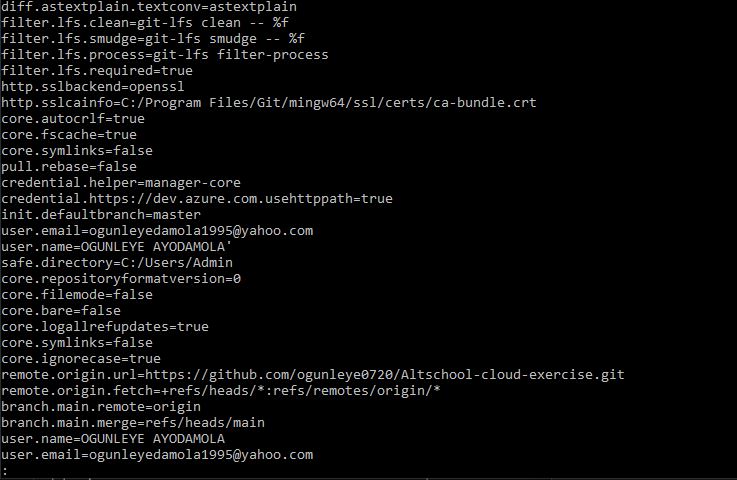 diff.astextplain.textconv=astextplain
filter.lfs.clean=git-lfs clean -- %f
filter.lfs.smudge=git-lfs smudge -- %f
filter.lfs.process=git-lfs filter-process
filter.lfs.required=true
http.sslbackend=openssl
http.sslcainfo=C:/Program Files/Git/mingw64/ssl/certs/ca-bundle.crt
core.autocrlf=true
core.fscache=true
core.symlinks=false
pull.rebase=false
credential.helper=manager-core
credential.https://dev.azure.com.usehttppath=true
init.defaultbranch=master
user.email=ogunleyedamola1995@yahoo.com
user.name=OGUNLEYE AYODAMOLA'
safe.directory=C:/Users/Admin
core.repositoryformatversion=0
core.filemode=false
core.bare=false
core.logallrefupdates=true
core.symlinks=false
core.ignorecase=true
remote.origin.url=https://github.com/ogunleye0720/Altschool-cloud-exercise.git
remote.origin.fetch=+refs/heads/*:refs/remotes/origin/*
branch.main.remote=origin
branch.main.merge=refs/heads/main
user.name=OGUNLEYE AYODAMOLA
user.email=ogunleyedamola1995@yahoo.com
: